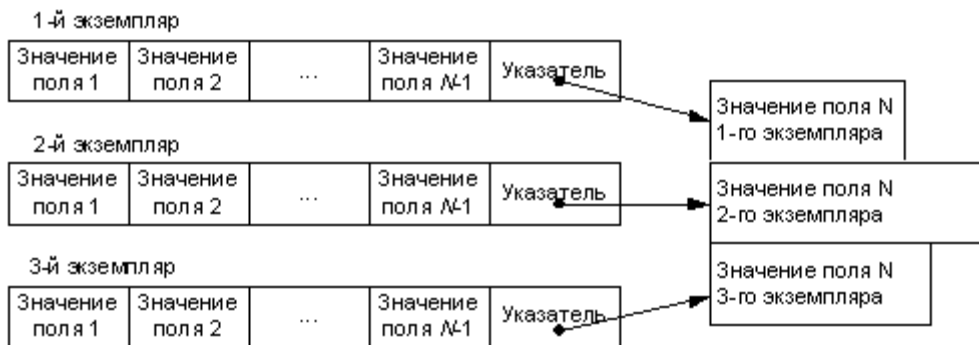 1-й экземпляр
Значение поля 1
Значение поля 2
...
Значение поля N-1
Указатель
Значение поля N
1-го экземпляра
2-й экземпляр
Значение поля 1
Значение поля 2
...
Значение поля N-1
Указатель
Значение поля N
2-го экземпляра
3-й экземпляр
Значение поля 1
Значение поля 2
...
Значение поля N-1
Указатель
Значение поля N
3-го экземпляра